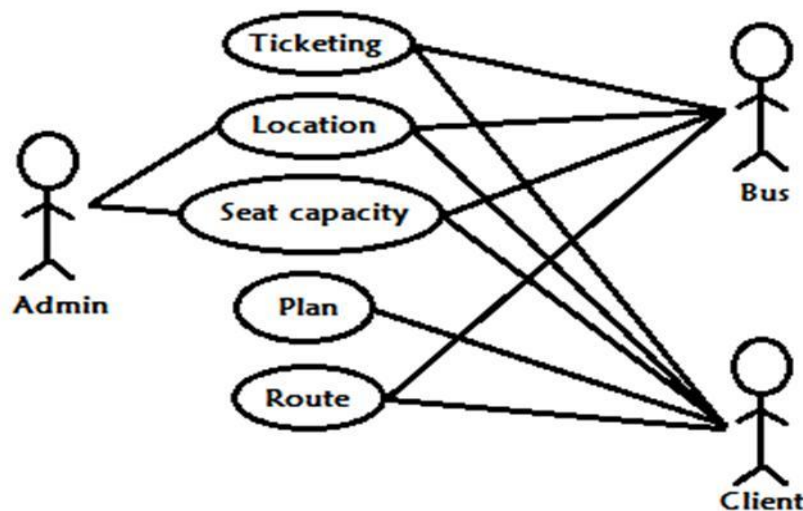 Ticketing
Location
Seat capacity
Plan
Route
Admin
Bus
Client